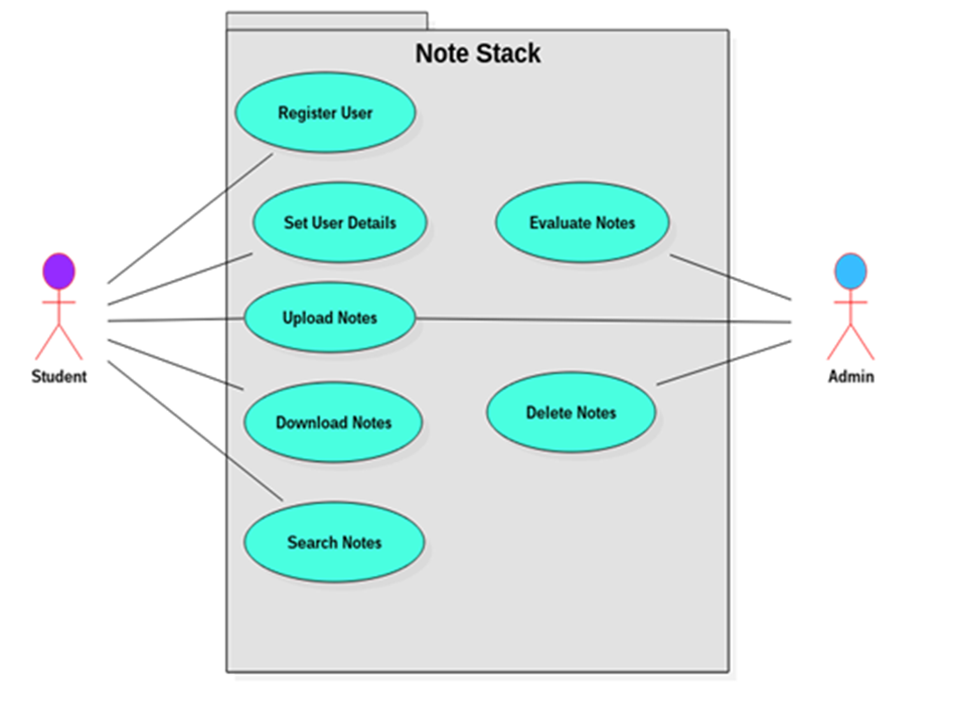 Note Stack
Register User
Set User Details
Evaluate Notes
Upload Notes
Student
Admin
Download Notes
Delete Notes
Search Notes